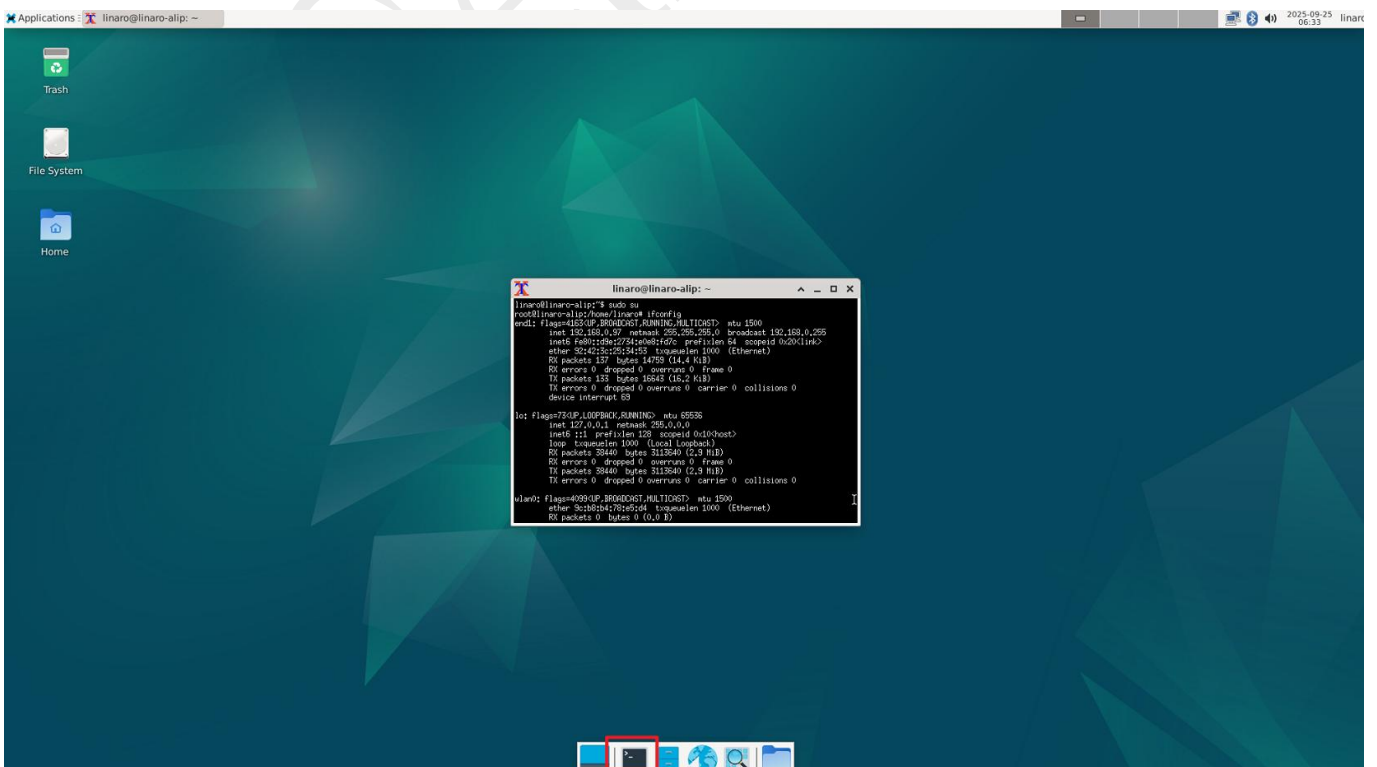 Applications
linaro@linaro-alip: ~
2025-09-25
06:33
linaro
Trash
File System
Home
linaro@linaro-alip: ~
linaro@linaro-alip:~$ sudo su
root@linaro-alip:/home/linaro# ifconfig
end1: flags=4163<UP,BROADCAST,RUNNING,MULTICAST>  mtu 1500
inet 192.168.0.97  netmask 255.255.255.0  broadcast 192.168.0.255
inet6 fe80::d9e:2734:e0e8:fd7c  prefixlen 64  scopeid 0x20<link>
ether 92:42:3c:25:34:53  txqueuelen 1000  (Ethernet)
RX packets 137  bytes 14759 (14.4 KiB)
RX errors 0  dropped 0  overruns 0  frame 0
TX packets 133  bytes 16643 (16.2 KiB)
TX errors 0  dropped 0 overruns 0  carrier 0  collisions 0
device interrupt 69
lo: flags=73<UP,LOOPBACK,RUNNING>  mtu 65536
inet 127.0.0.1  netmask 255.0.0.0
inet6 ::1  prefixlen 128  scopeid 0x10<host>
loop  txqueuelen 1000  (Local Loopback)
RX packets 38440  bytes 3113640 (2.9 MiB)
RX errors 0  dropped 0  overruns 0  frame 0
TX packets 38440  bytes 3113640 (2.9 MiB)
TX errors 0  dropped 0 overruns 0  carrier 0  collisions 0
wlan0: flags=4099<UP,BROADCAST,MULTICAST>  mtu 1500
ether 9c:b8:b4:78:e5:d4  txqueuelen 1000  (Ethernet)
RX packets 0  bytes 0 (0.0 B)